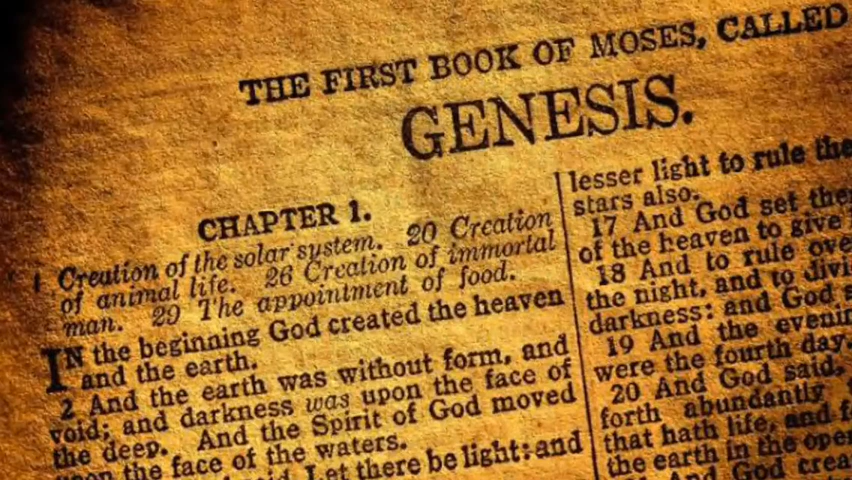 THE FIRST BOOK OF MOSES, CALLED
GENESIS.
CHAPTER 1.
1 Creation of the solar system. 20 Creation
of animal life. 26 Creation of immortal
man. 29 The appointment of food.
IN the beginning God created the heaven
and the earth.
2 And the earth was without form, and
void; and darkness was upon the face of
the deep. And the Spirit of God moved
upon the face of the waters.
Let there be light: and
lesser light to rule the
stars also.
17 And God set them
of the heaven to give
18 And to rule over
the night, and to divi
darkness: and God s
19 And the evenin
were the fourth day.
20 And God said,
forth abundantly
that hath life, and f
the earth in the open
And God crea